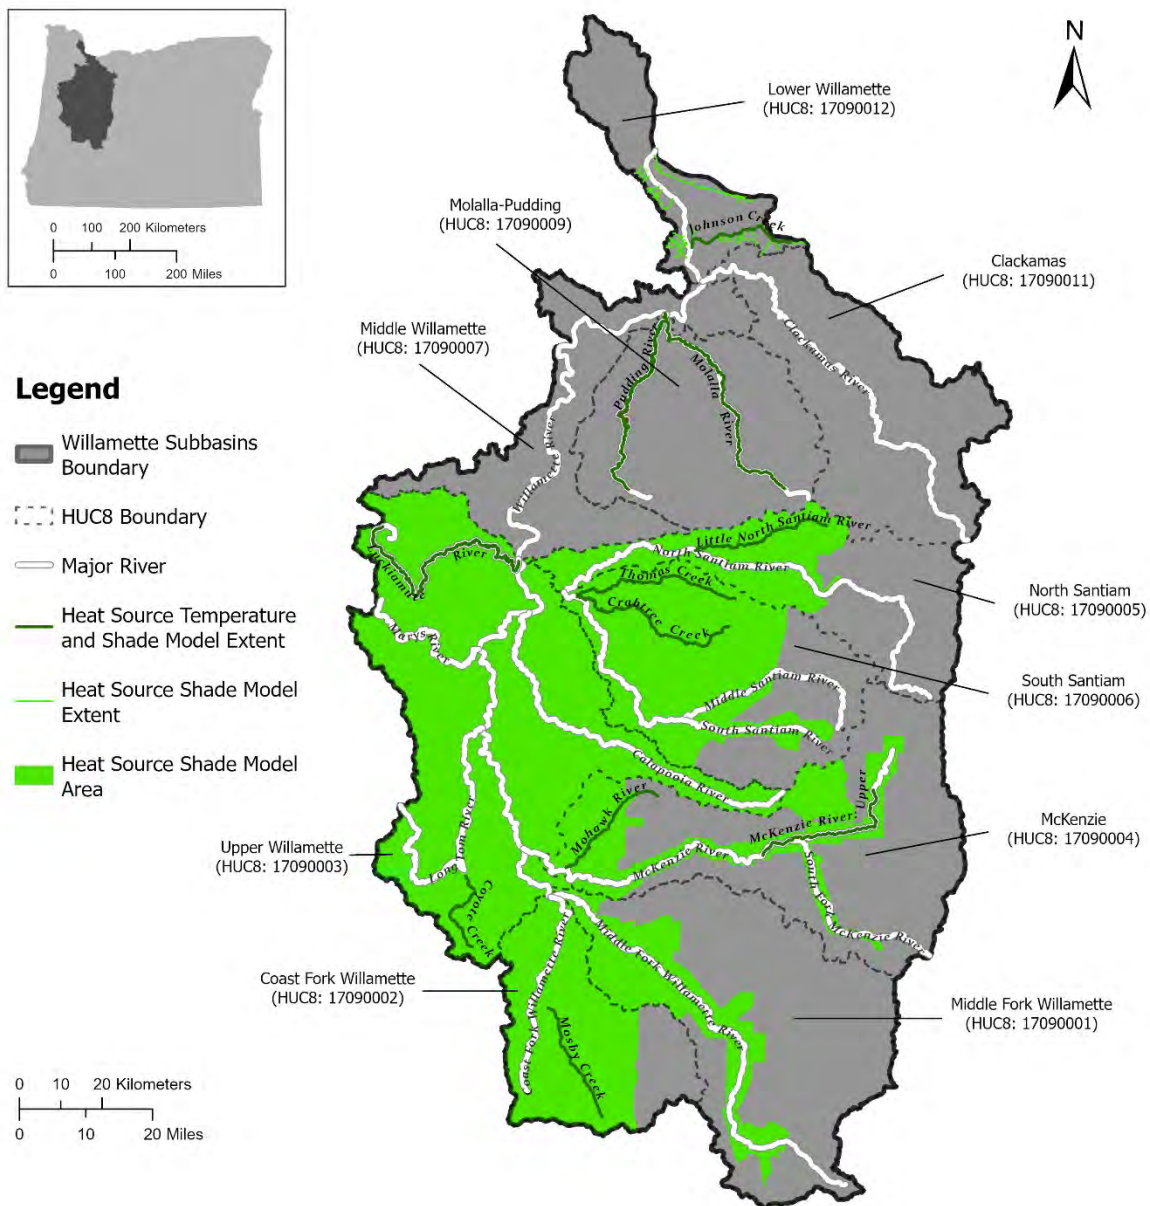 N
Lower Willamette
(HUC8: 17090012)
0 100 200 Kilometers
0 100 200 Miles
Molalla-Pudding
(HUC8: 17090009)
Johnson Creek
Clackamas
(HUC8: 17090011)
Middle Willamette
(HUC8: 17090007)
Clackamas River
Pudding River
Molalla River
Willamette River
Legend
Willamette Subbasins
Boundary
HUC8 Boundary
Major River
Heat Source Temperature
and Shade Model Extent
Heat Source Shade Model
Extent
Heat Source Shade Model
Area
Little North Santiam River
North Santiam River
Luckiamute River
Thomas Creek
Crabtree Creek
Marys River
North Santiam
(HUC8: 17090005)
South Santiam
(HUC8: 17090006)
Middle Santiam River
South Santiam River
Calapooia River
Mohawk River
McKenzie River: Upper
McKenzie River
McKenzie
(HUC8: 17090004)
Upper Willamette
(HUC8: 17090003)
Long Tom River
Coyote Creek
South Fork McKenzie River
Coast Fork Willamette
(HUC8: 17090002)
Coast Fork Willamette River
Middle Fork Willamette River
Middle Fork Willamette
(HUC8: 17090001)
Mosby Creek
0 10 20 Kilometers
0 10 20 Miles